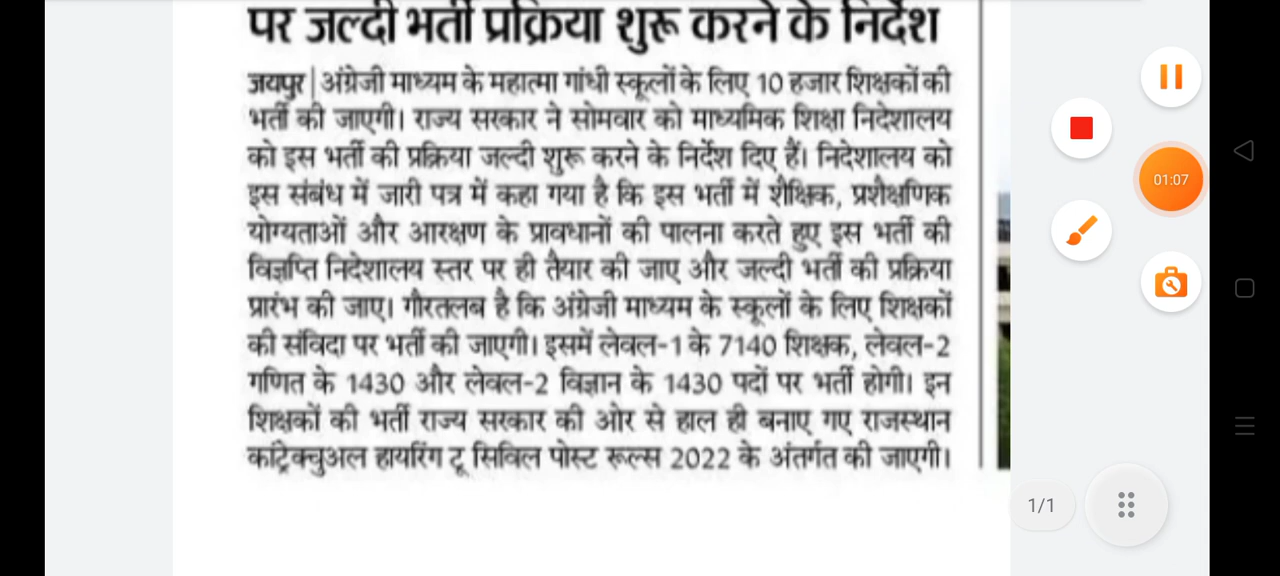 पर जल्दी भर्ती प्रक्रिया शुरू करने के निर्देश
जयपुर | अंग्रेजी माध्यम के महात्मा गांधी स्कूलों के लिए 10 हजार शिक्षकों की
भर्ती की जाएगी। राज्य सरकार ने सोमवार को माध्यमिक शिक्षा निदेशालय
को इस भर्ती की प्रक्रिया जल्दी शुरू करने के निर्देश दिए हैं। निदेशालय को
इस संबंध में जारी पत्र में कहा गया है कि इस भर्ती में शैक्षिक, प्रशैक्षणिक
योग्यताओं और आरक्षण के प्रावधानों की पालना करते हुए इस भर्ती की
विज्ञप्ति निदेशालय स्तर पर ही तैयार की जाए और जल्दी भर्ती की प्रक्रिया
प्रारंभ की जाए। गौरतलब है कि अंग्रेजी माध्यम के स्कूलों के लिए शिक्षकों
की संविदा पर भर्ती की जाएगी। इसमें लेवल-1 के 7140 शिक्षक, लेवल-2
गणित के 1430 और लेवल-2 विज्ञान के 1430 पदों पर भर्ती होगी। इन
शिक्षकों की भर्ती राज्य सरकार की ओर से हाल ही बनाए गए राजस्थान
कांट्रेक्चुअल हायरिंग टू सिविल पोस्ट रूल्स 2022 के अंतर्गत की जाएगी।
01:07
1/1